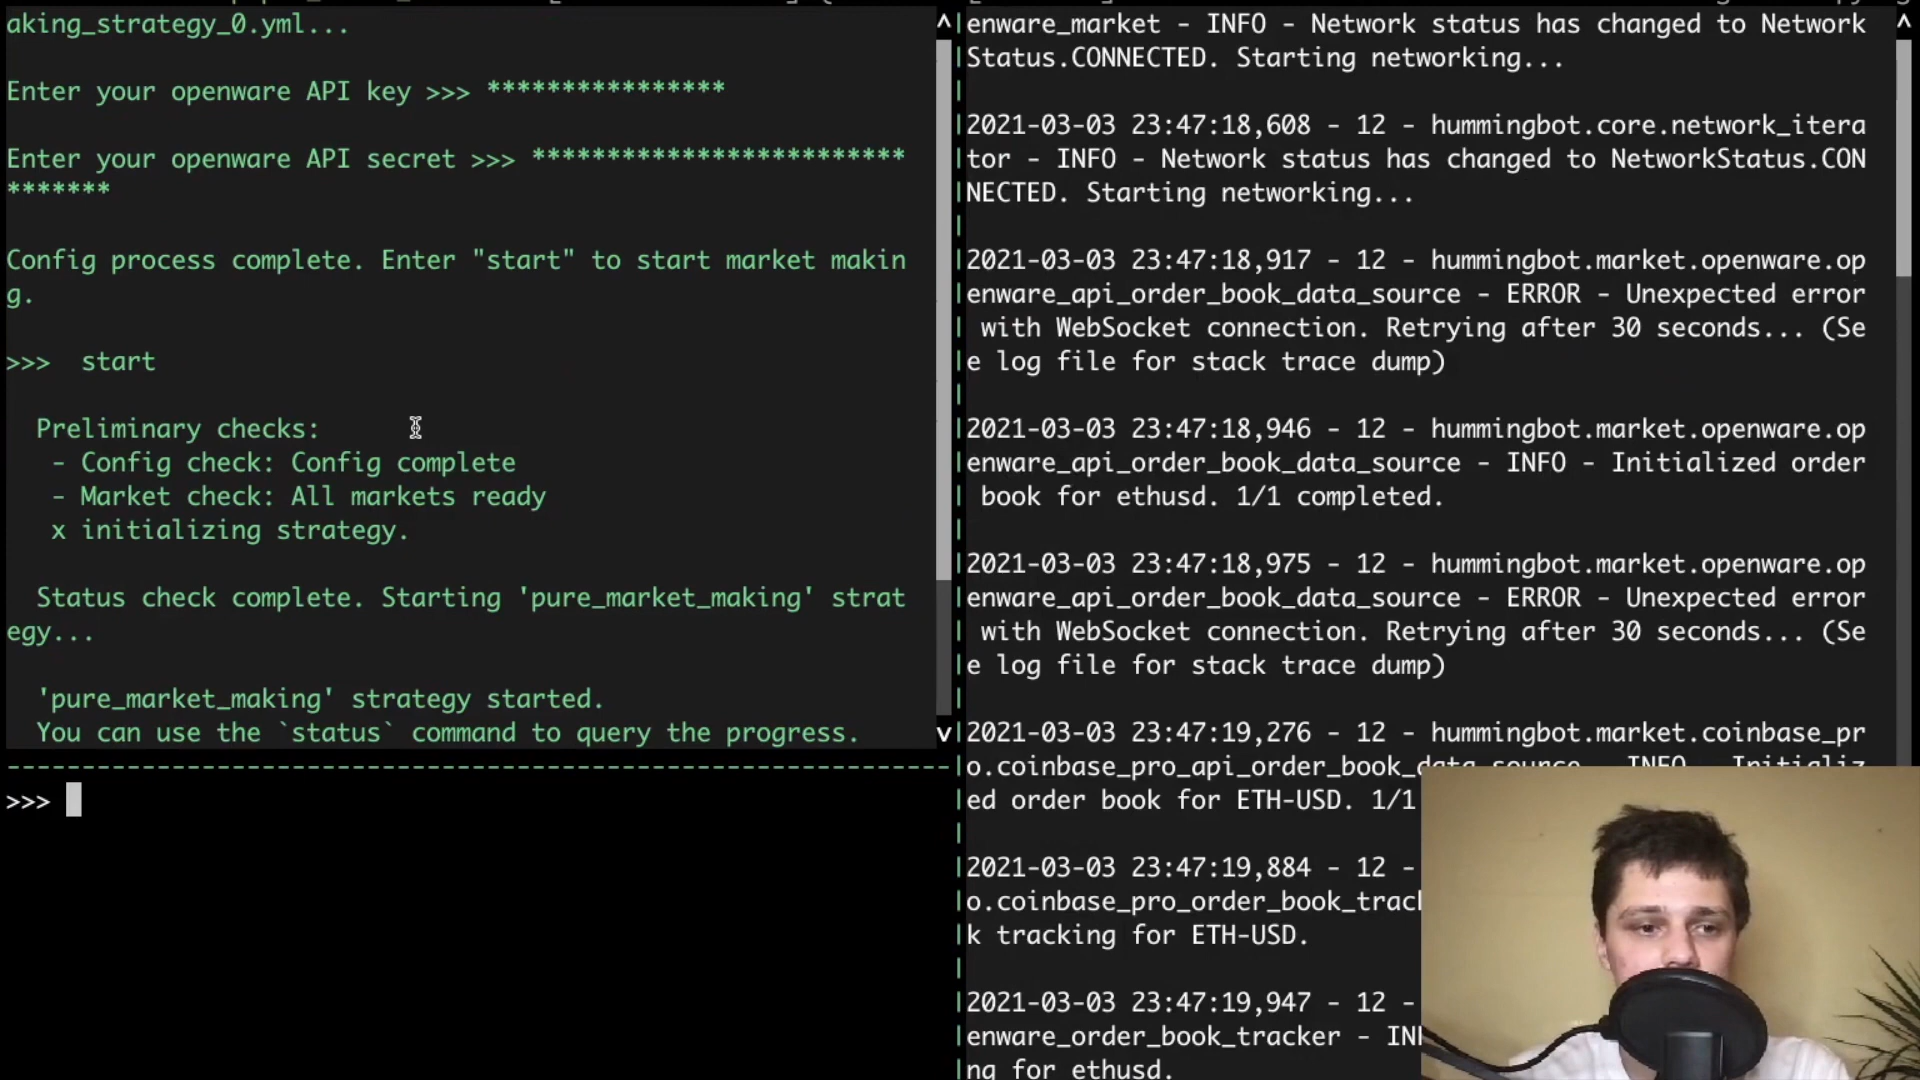 aking_strategy_0.yml...
Enter your openware API key >>> ****************
Enter your openware API secret >>> *************************
*******
Config process complete. Enter "start" to start market makin
g.
>>>  start
Preliminary checks:
- Config check: Config complete
- Market check: All markets ready
x initializing strategy.
Status check complete. Starting 'pure_market_making' strat
egy...
'pure_market_making' strategy started.
You can use the `status` command to query the progress.
>>>
enware_market - INFO - Network status has changed to Network
Status.CONNECTED. Starting networking...
2021-03-03 23:47:18,608 - 12 - hummingbot.core.network_itera
tor - INFO - Network status has changed to NetworkStatus.CON
NECTED. Starting networking...
2021-03-03 23:47:18,917 - 12 - hummingbot.market.openware.op
enware_api_order_book_data_source - ERROR - Unexpected error
with WebSocket connection. Retrying after 30 seconds... (Se
e log file for stack trace dump)
2021-03-03 23:47:18,946 - 12 - hummingbot.market.openware.op
enware_api_order_book_data_source - INFO - Initialized order
book for ethusd. 1/1 completed.
2021-03-03 23:47:18,975 - 12 - hummingbot.market.openware.op
enware_api_order_book_data_source - ERROR - Unexpected error
with WebSocket connection. Retrying after 30 seconds... (Se
e log file for stack trace dump)
2021-03-03 23:47:19,276 - 12 - hummingbot.market.coinbase_pr
o.coinbase_pro_api_order_book_data_source - INFO - Initializ
ed order book for ETH-USD. 1/1
2021-03-03 23:47:19,884 - 12 -
o.coinbase_pro_order_book_track
k tracking for ETH-USD.
2021-03-03 23:47:19,947 - 12 -
enware_order_book_tracker - IN
ng for ethusd.